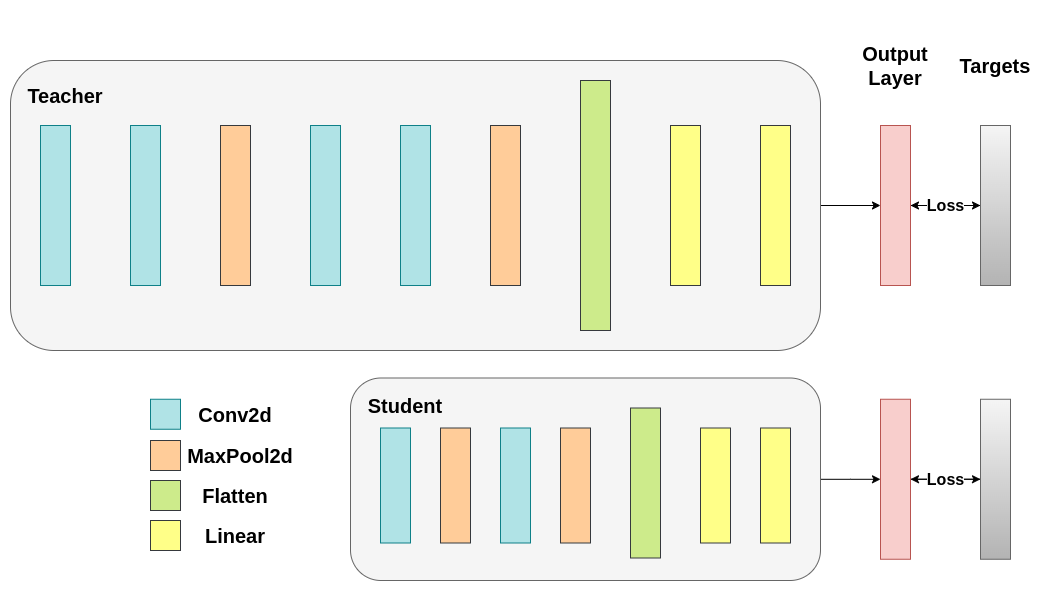 Output
Layer
Targets
Teacher
Loss
Student
Conv2d
MaxPool2d
Flatten
Linear
Loss